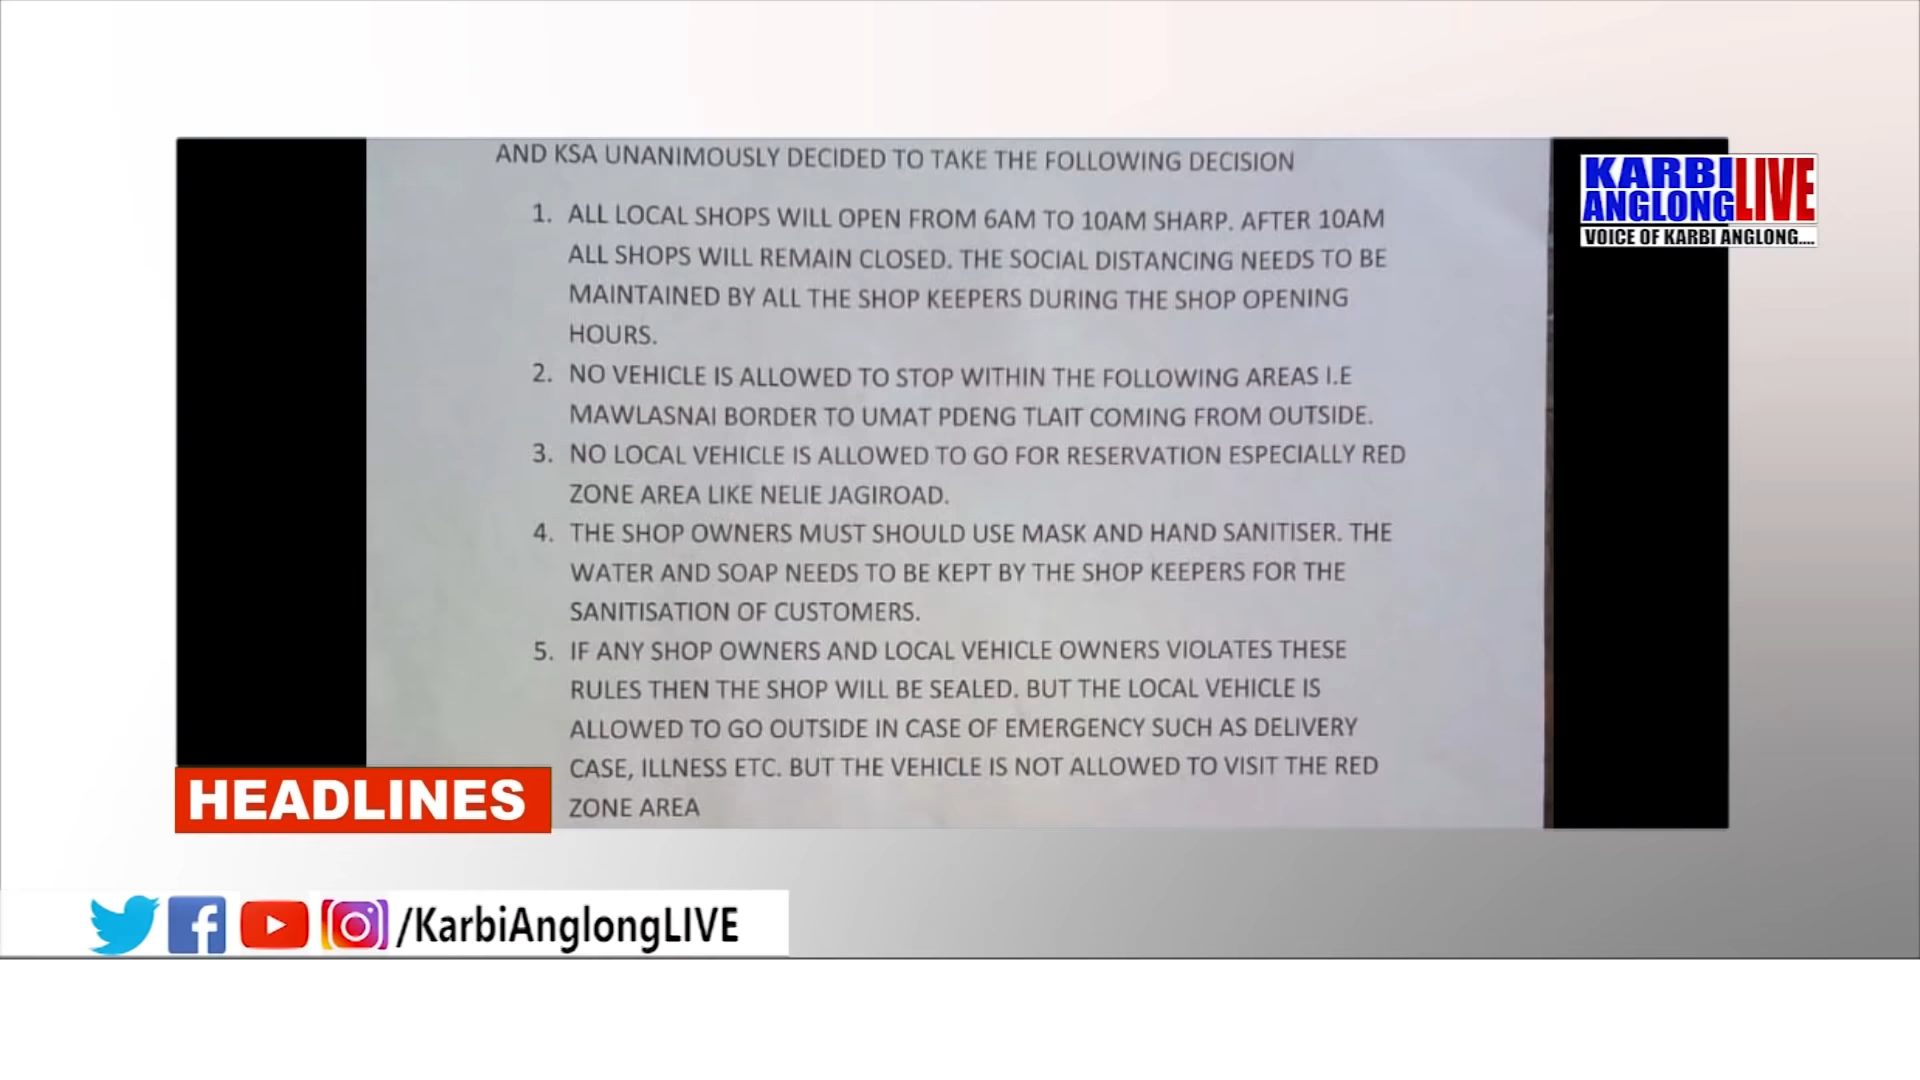 AND KSA UNANIMOUSLY DECIDED TO TAKE THE FOLLOWING DECISION
1. ALL LOCAL SHOPS WILL OPEN FROM 6AM TO 10AM SHARP. AFTER 10AM
ALL SHOPS WILL REMAIN CLOSED. THE SOCIAL DISTANCING NEEDS TO BE
MAINTAINED BY ALL THE SHOP KEEPERS DURING THE SHOP OPENING
HOURS.
2. NO VEHICLE IS ALLOWED TO STOP WITHIN THE FOLLOWING AREAS I.E
MAWLASNAI BORDER TO UMAT PDENG TLAIT COMING FROM OUTSIDE.
3. NO LOCAL VEHICLE IS ALLOWED TO GO FOR RESERVATION ESPECIALLY RED
ZONE AREA LIKE NELIE JAGIROAD.
4. THE SHOP OWNERS MUST SHOULD USE MASK AND HAND SANITISER. THE
WATER AND SOAP NEEDS TO BE KEPT BY THE SHOP KEEPERS FOR THE
SANITISATION OF CUSTOMERS.
5. IF ANY SHOP OWNERS AND LOCAL VEHICLE OWNERS VIOLATES THESE
RULES THEN THE SHOP WILL BE SEALED. BUT THE LOCAL VEHICLE IS
ALLOWED TO GO OUTSIDE IN CASE OF EMERGENCY SUCH AS DELIVERY
CASE, ILLNESS ETC. BUT THE VEHICLE IS NOT ALLOWED TO VISIT THE RED
ZONE AREA
KARBI
ANGLONG LIVE
VOICE OF KARBI ANGLONG....
HEADLINES
/KarbiAnglongLIVE